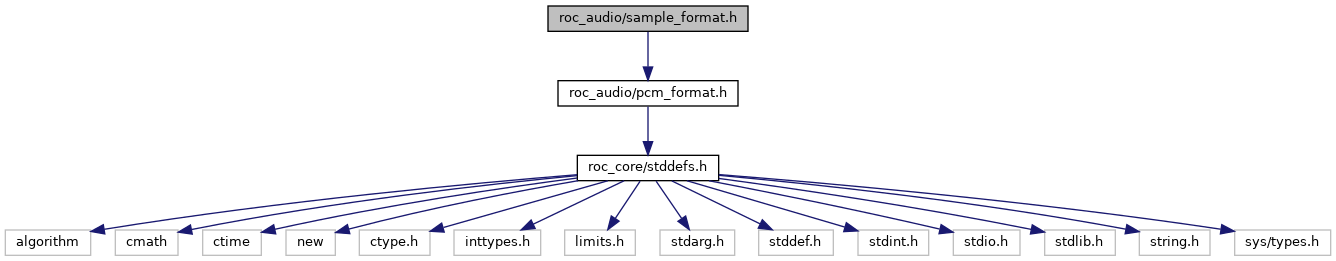 roc_audio/sample_format.h
roc_audio/pcm_format.h
roc_core/stddefs.h
algorithm
cmath
ctime
new
ctype.h
inttypes.h
limits.h
stdarg.h
stddef.h
stdint.h
stdio.h
stdlib.h
string.h
sys/types.h